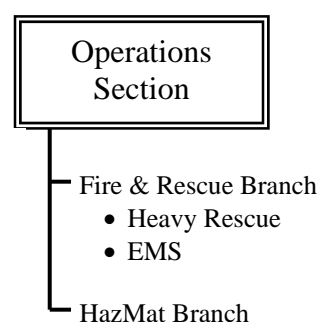 Operations
Section
Fire & Rescue Branch
• Heavy Rescue
• EMS
HazMat Branch